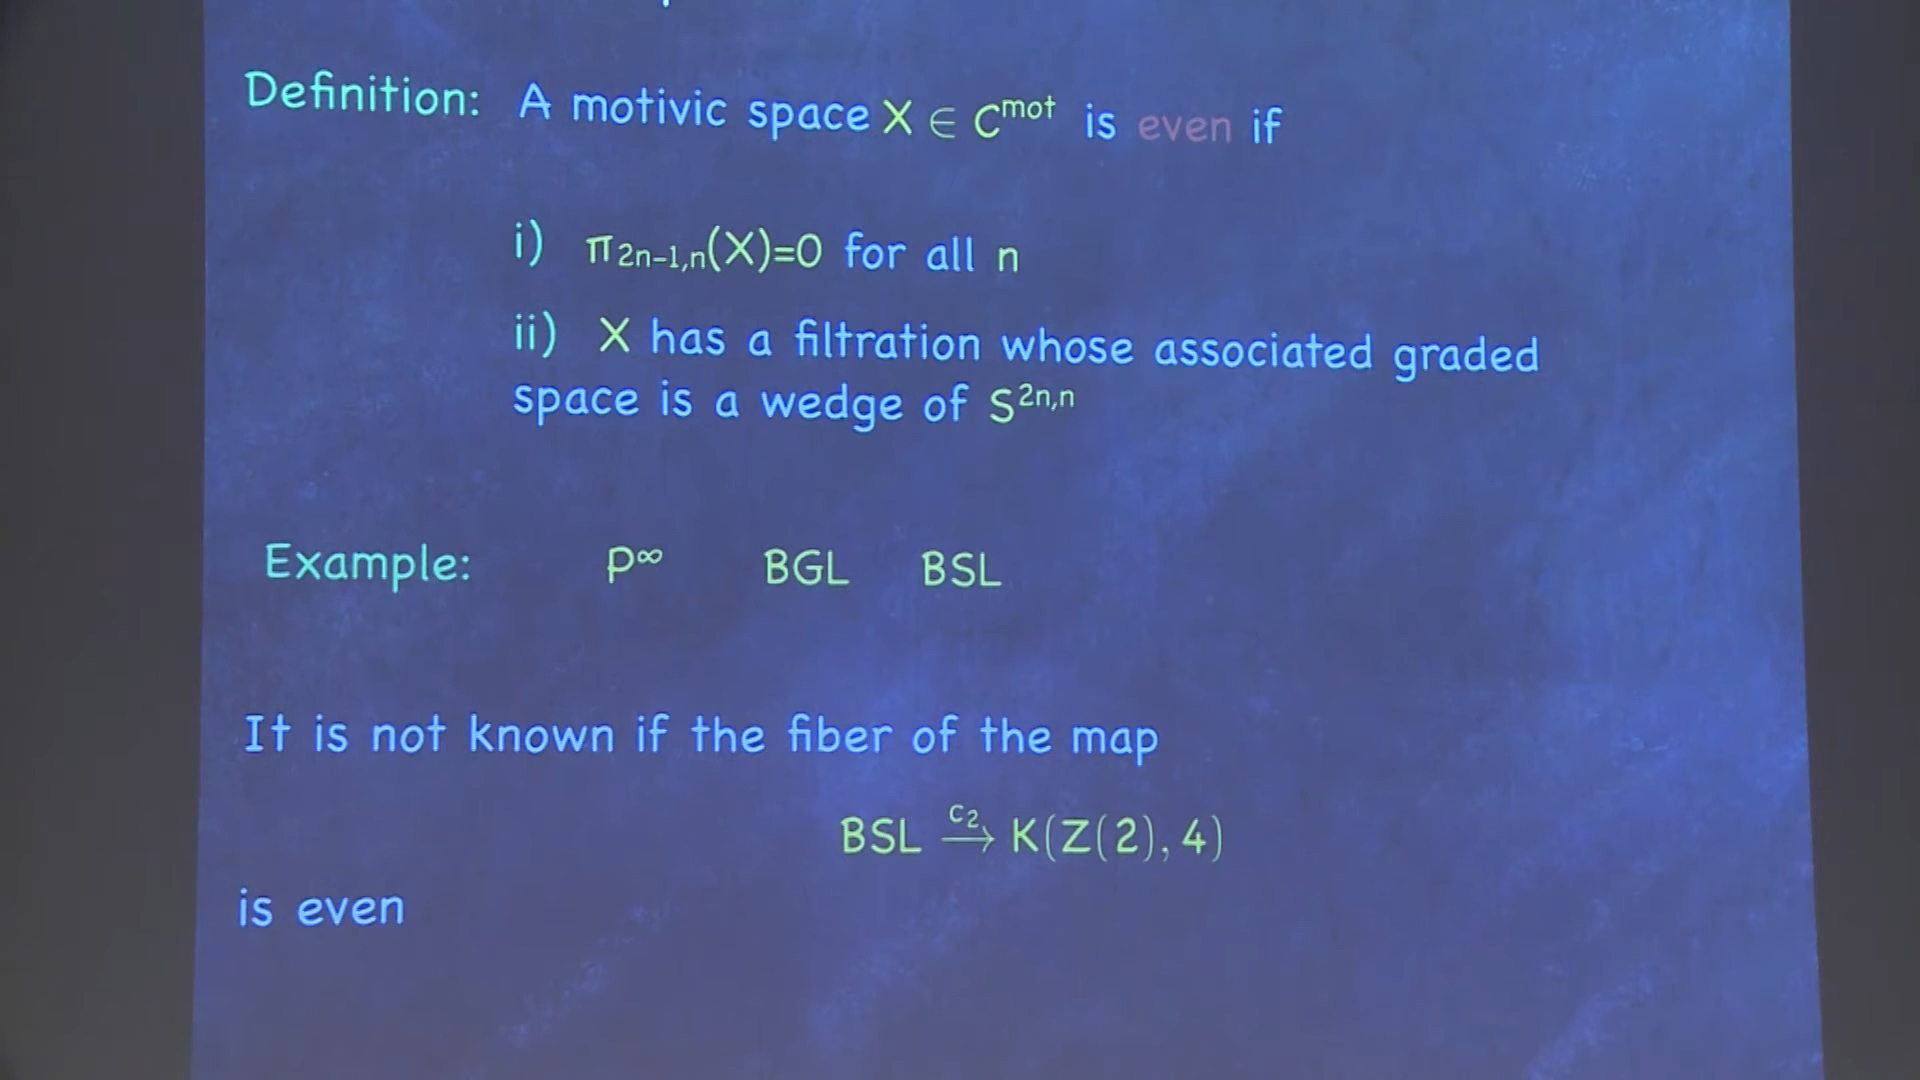 Definition: A motivic space X ∈ C^mot is even if
i) π_{2n-1,n}(X)=0 for all n
ii) X has a filtration whose associated graded
space is a wedge of S^{2n,n}
Example: P^∞ BGL BSL
It is not known if the fiber of the map
BSL \xrightarrow{c_2} K(Z(2),4)
is even